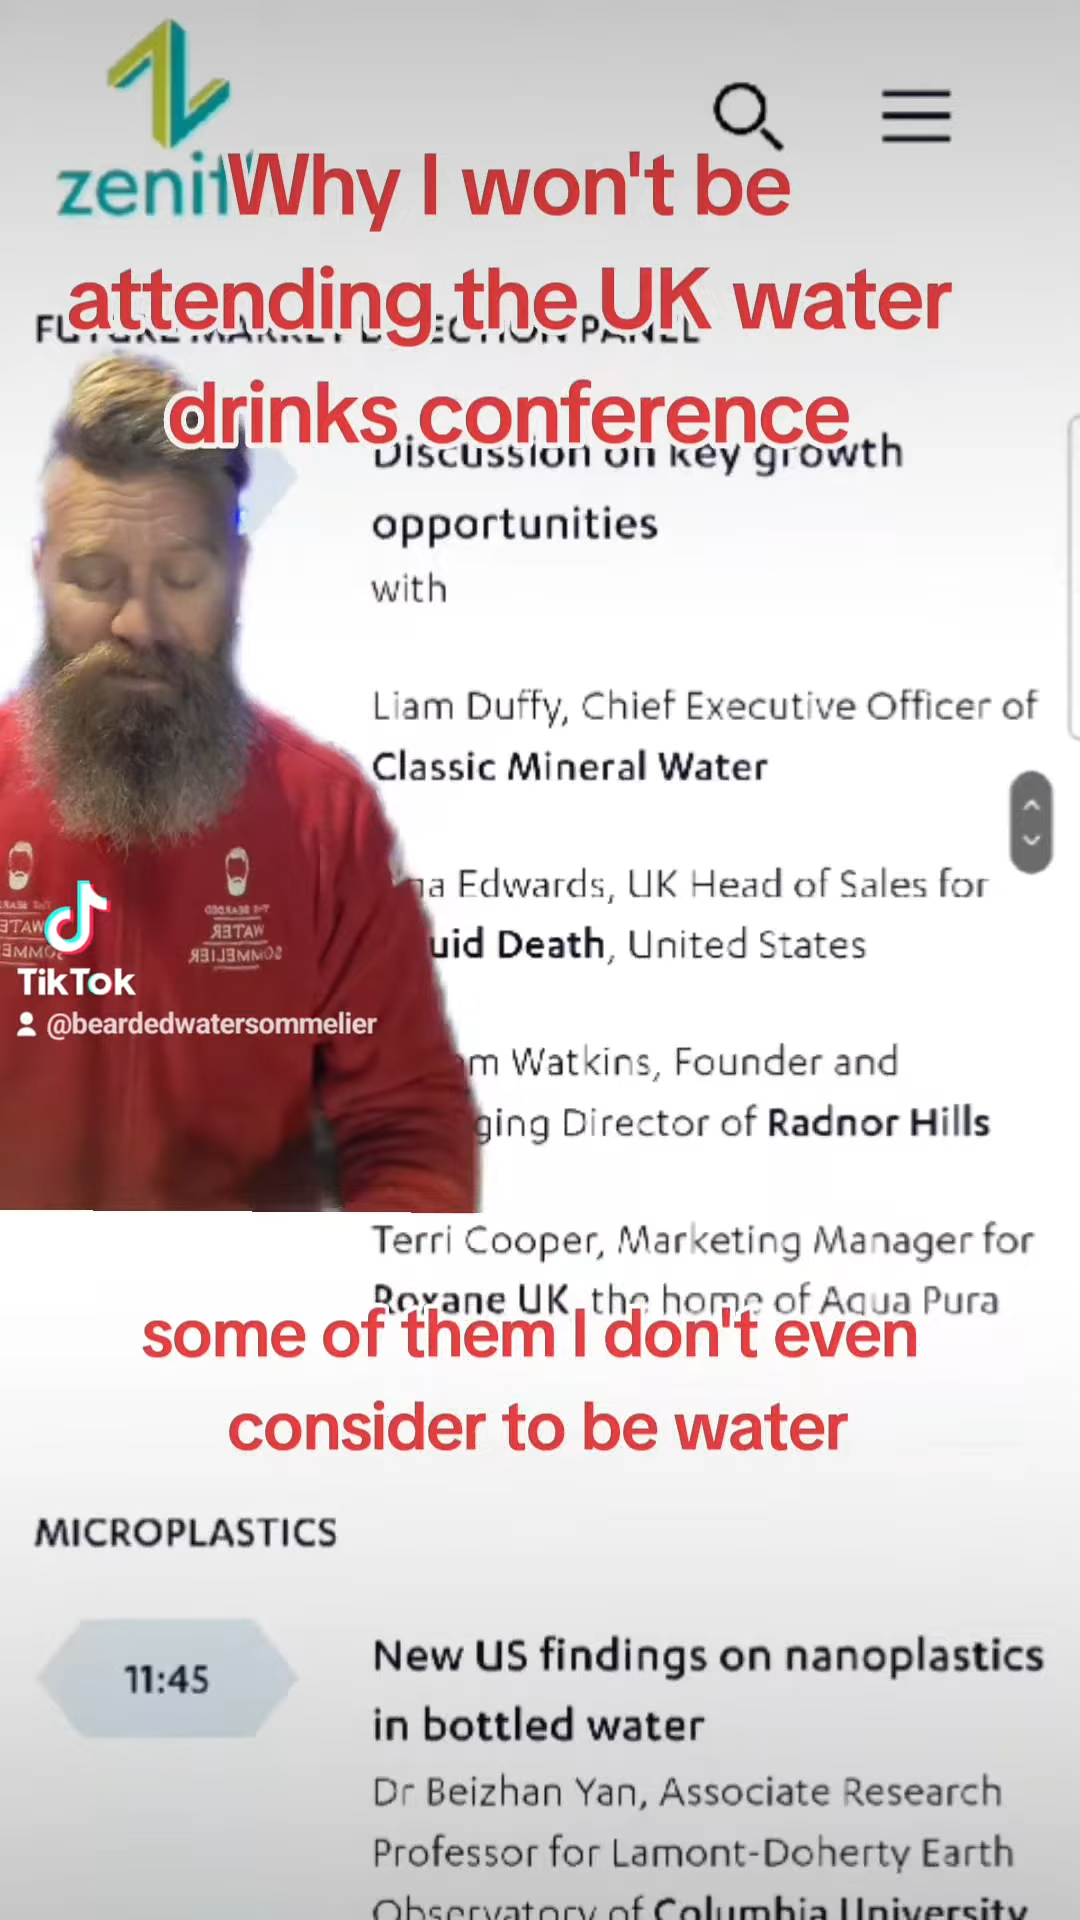 Why I won't be
attending the UK water
drinks conference
Discussion on key growth
opportunities
with
Liam Duffy, Chief Executive Officer of
Classic Mineral Water
Edwards, UK Head of Sales for
Death, United States
Watkins, Founder and
Director of Radnor Hills
TikTok
@beardedwatersommelier
Terri Cooper, Marketing Manager for
Roxane UK, the home of Aqua Pura
some of them I don't even
consider to be water
MICROPLASTICS
11:45
New US findings on nanoplastics
in bottled water
Dr Beizhan Yan, Associate Research
Professor for Lamont-Doherty Earth
Observatory of Columbia University